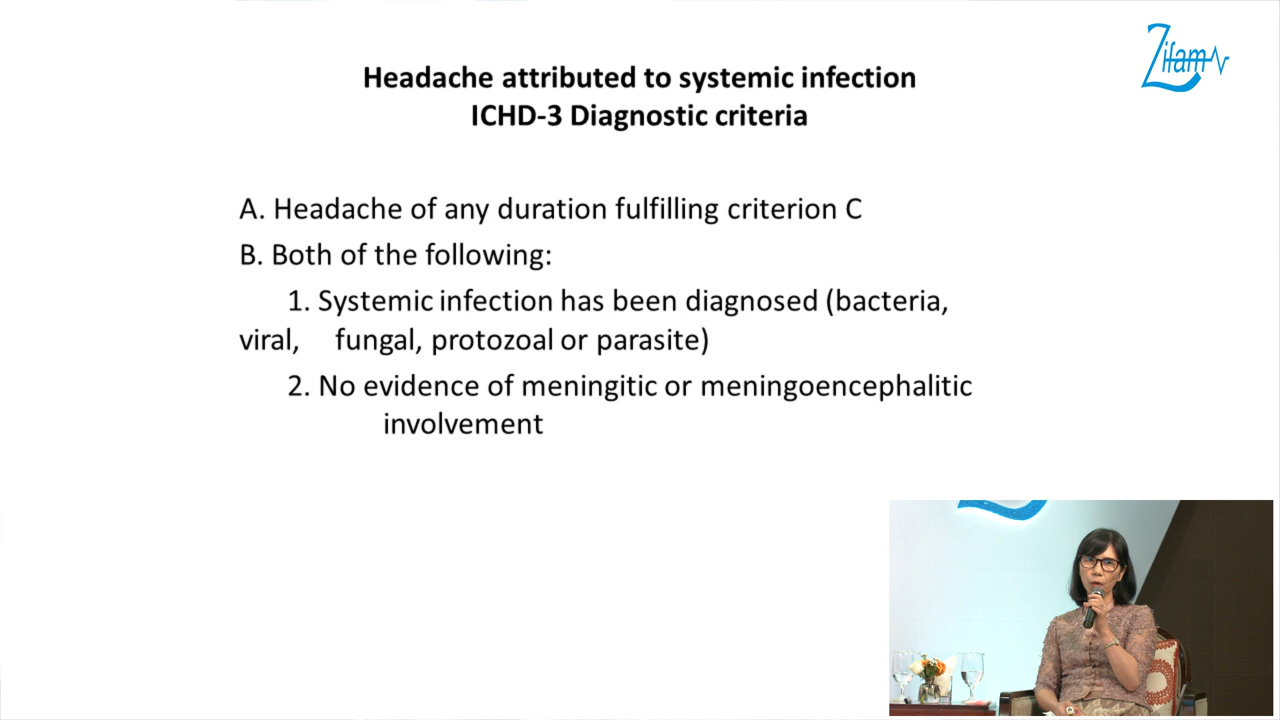 Zifam
Headache attributed to systemic infection
ICHD-3 Diagnostic criteria
A. Headache of any duration fulfilling criterion C
B. Both of the following:
1. Systemic infection has been diagnosed (bacteria,
viral, fungal, protozoal or parasite)
2. No evidence of meningitic or meningoencephalitic
involvement